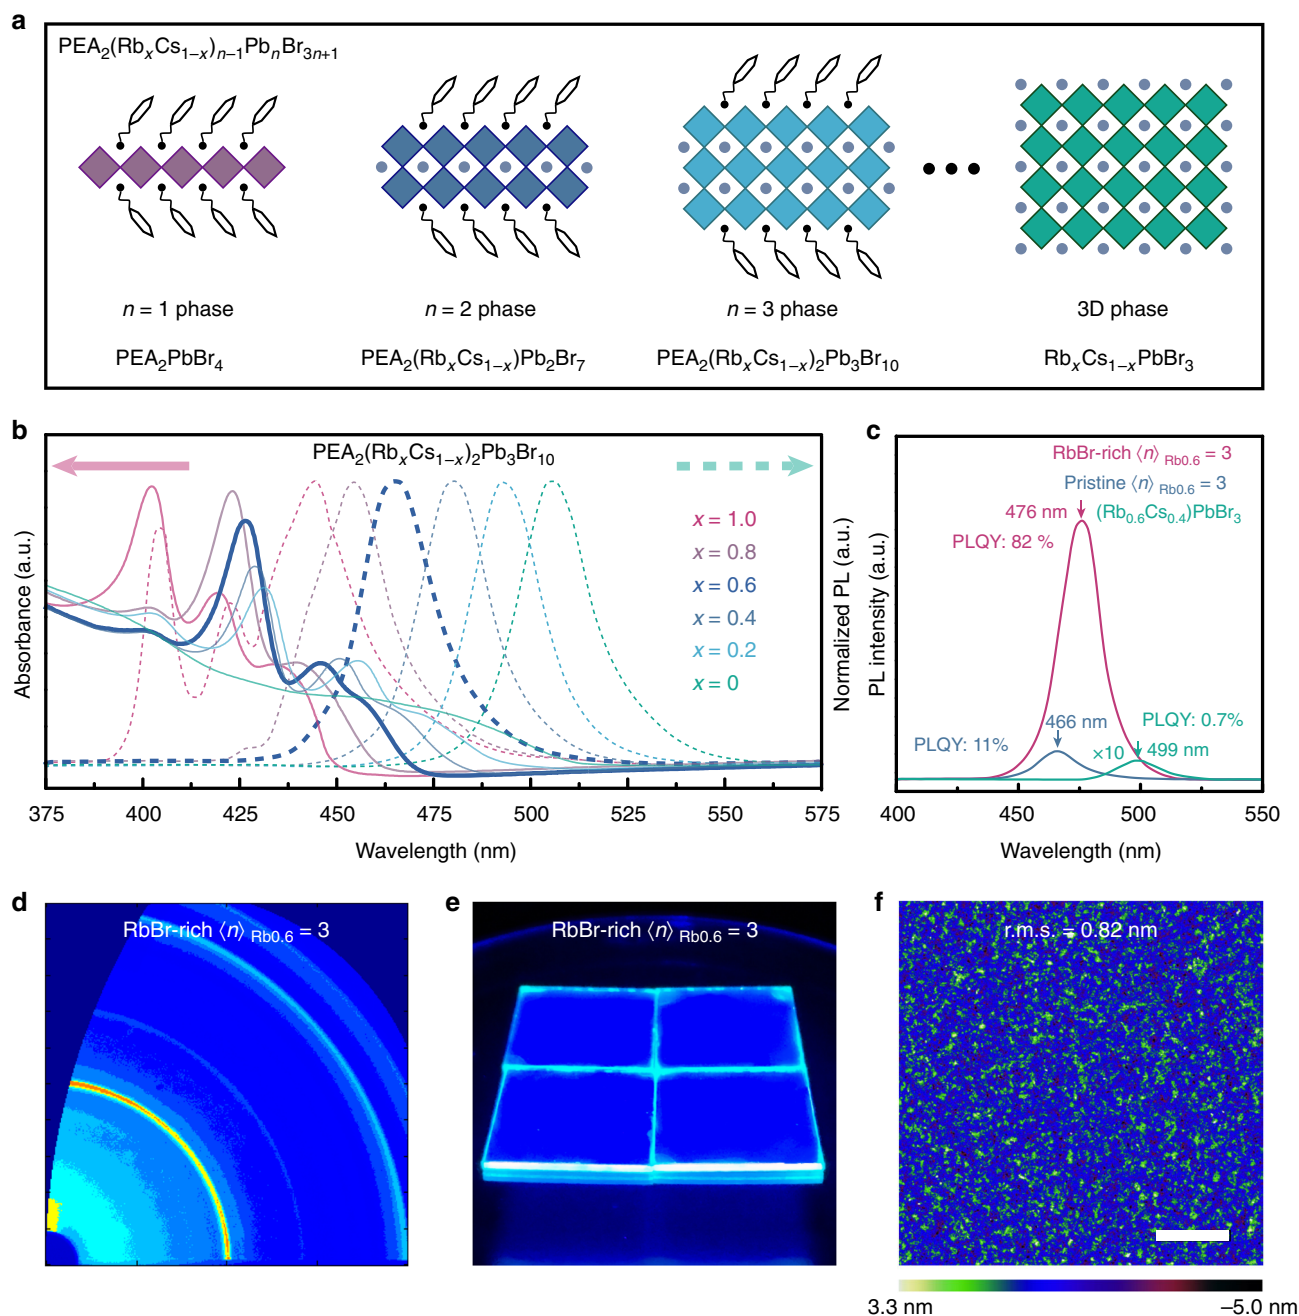 a
PEA2(RbxCs1−x)n−1PbnBr3n+1
n = 1 phase
n = 2 phase
n = 3 phase
3D phase
PEA2PbBr4
PEA2(RbxCs1−x)Pb2Br7
PEA2(RbxCs1−x)2Pb3Br10
RbxCs1−xPbBr3
b
PEA2(RbxCs1−x)2Pb3Br10
x = 1.0
x = 0.8
x = 0.6
x = 0.4
x = 0.2
x = 0
Absorbance (a.u.)
Normalized PL (a.u.)
375 400 425 450 475 500 525 550 575
Wavelength (nm)
c
RbBr-rich ⟨n⟩ Rb0.6 = 3
Pristine ⟨n⟩ Rb0.6 = 3
(Rb0.6Cs0.4)PbBr3
476 nm
PLQY: 82 %
466 nm
PLQY: 11%
PLQY: 0.7%
×10
499 nm
PL intensity (a.u.)
400 450 500 550
Wavelength (nm)
d
RbBr-rich ⟨n⟩ Rb0.6 = 3
e
RbBr-rich ⟨n⟩ Rb0.6 = 3
f
r.m.s. = 0.82 nm
3.3 nm
−5.0 nm